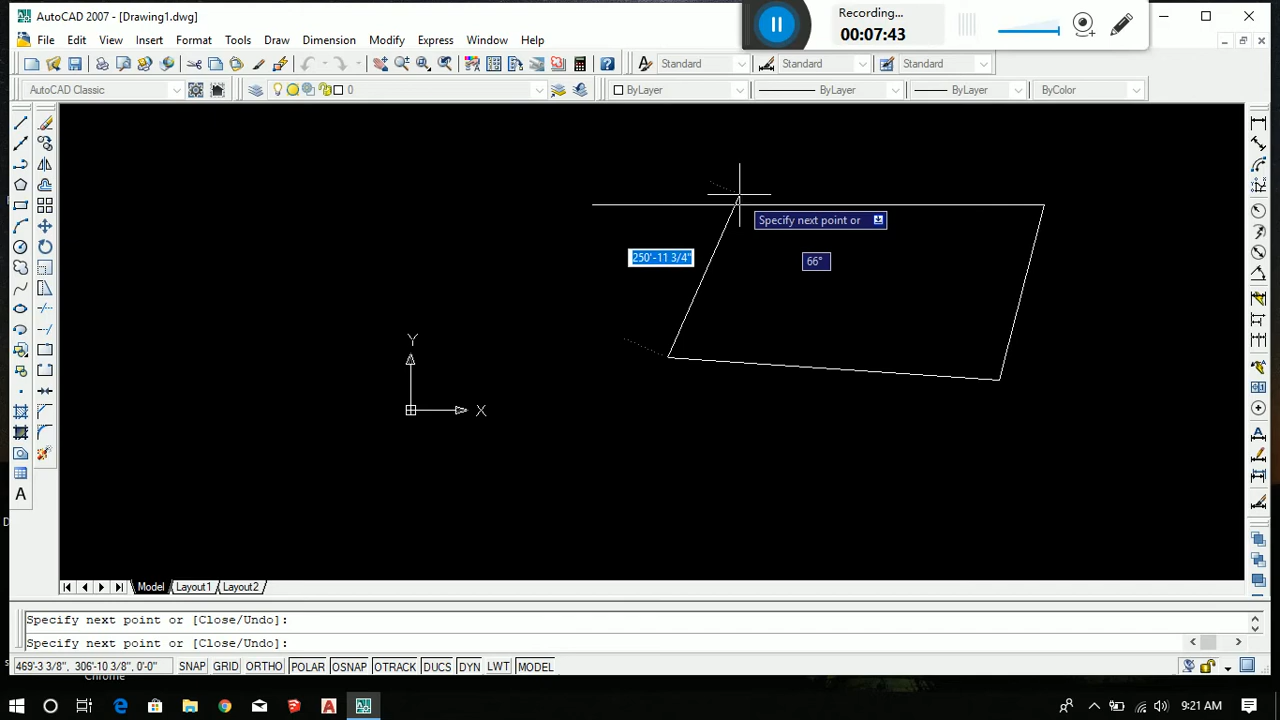 AutoCAD 2007 - [Drawing1.dwg]
Recording...
00:07:43
File Edit View Insert Format Tools Draw Dimension Modify Express Window Help
Standard Standard Standard
AutoCAD Classic 0 ByLayer ByLayer ByLayer ByColor
Specify next point or
250'-11 3/4"
66°
Y
X
A
Model Layout1 Layout2
Specify next point or [Close/Undo]:
Specify next point or [Close/Undo]:
469'-3 3/8", 306'-10 3/8", 0'-0" SNAP GRID ORTHO POLAR OSNAP OTRACK DUCS DYN LWT MODEL
Chrome
9:21 AM